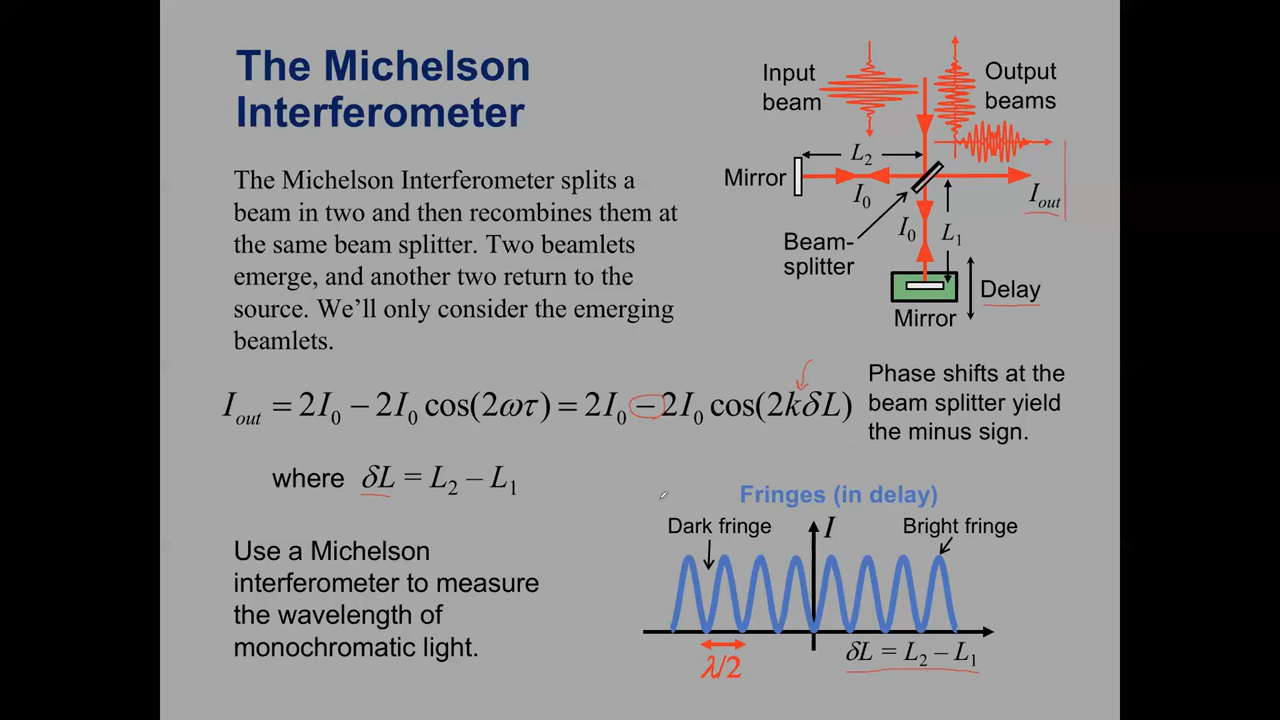 The Michelson
Interferometer
The Michelson Interferometer splits a
beam in two and then recombines them at
the same beam splitter. Two beamlets
emerge, and another two return to the
source. We'll only consider the emerging
beamlets.
Input
beam
Output
beams
L₂
Mirror
I₀
I_out
I₀
L₁
Beam-
splitter
Delay
Mirror
I_out = 2I₀ − 2I₀ cos(2ωτ) = 2I₀ − 2I₀ cos(2kδL)
Phase shifts at the
beam splitter yield
the minus sign.
where δL = L₂ – L₁
Use a Michelson
interferometer to measure
the wavelength of
monochromatic light.
Fringes (in delay)
Dark fringe
I
Bright fringe
λ/2
δL = L₂ – L₁